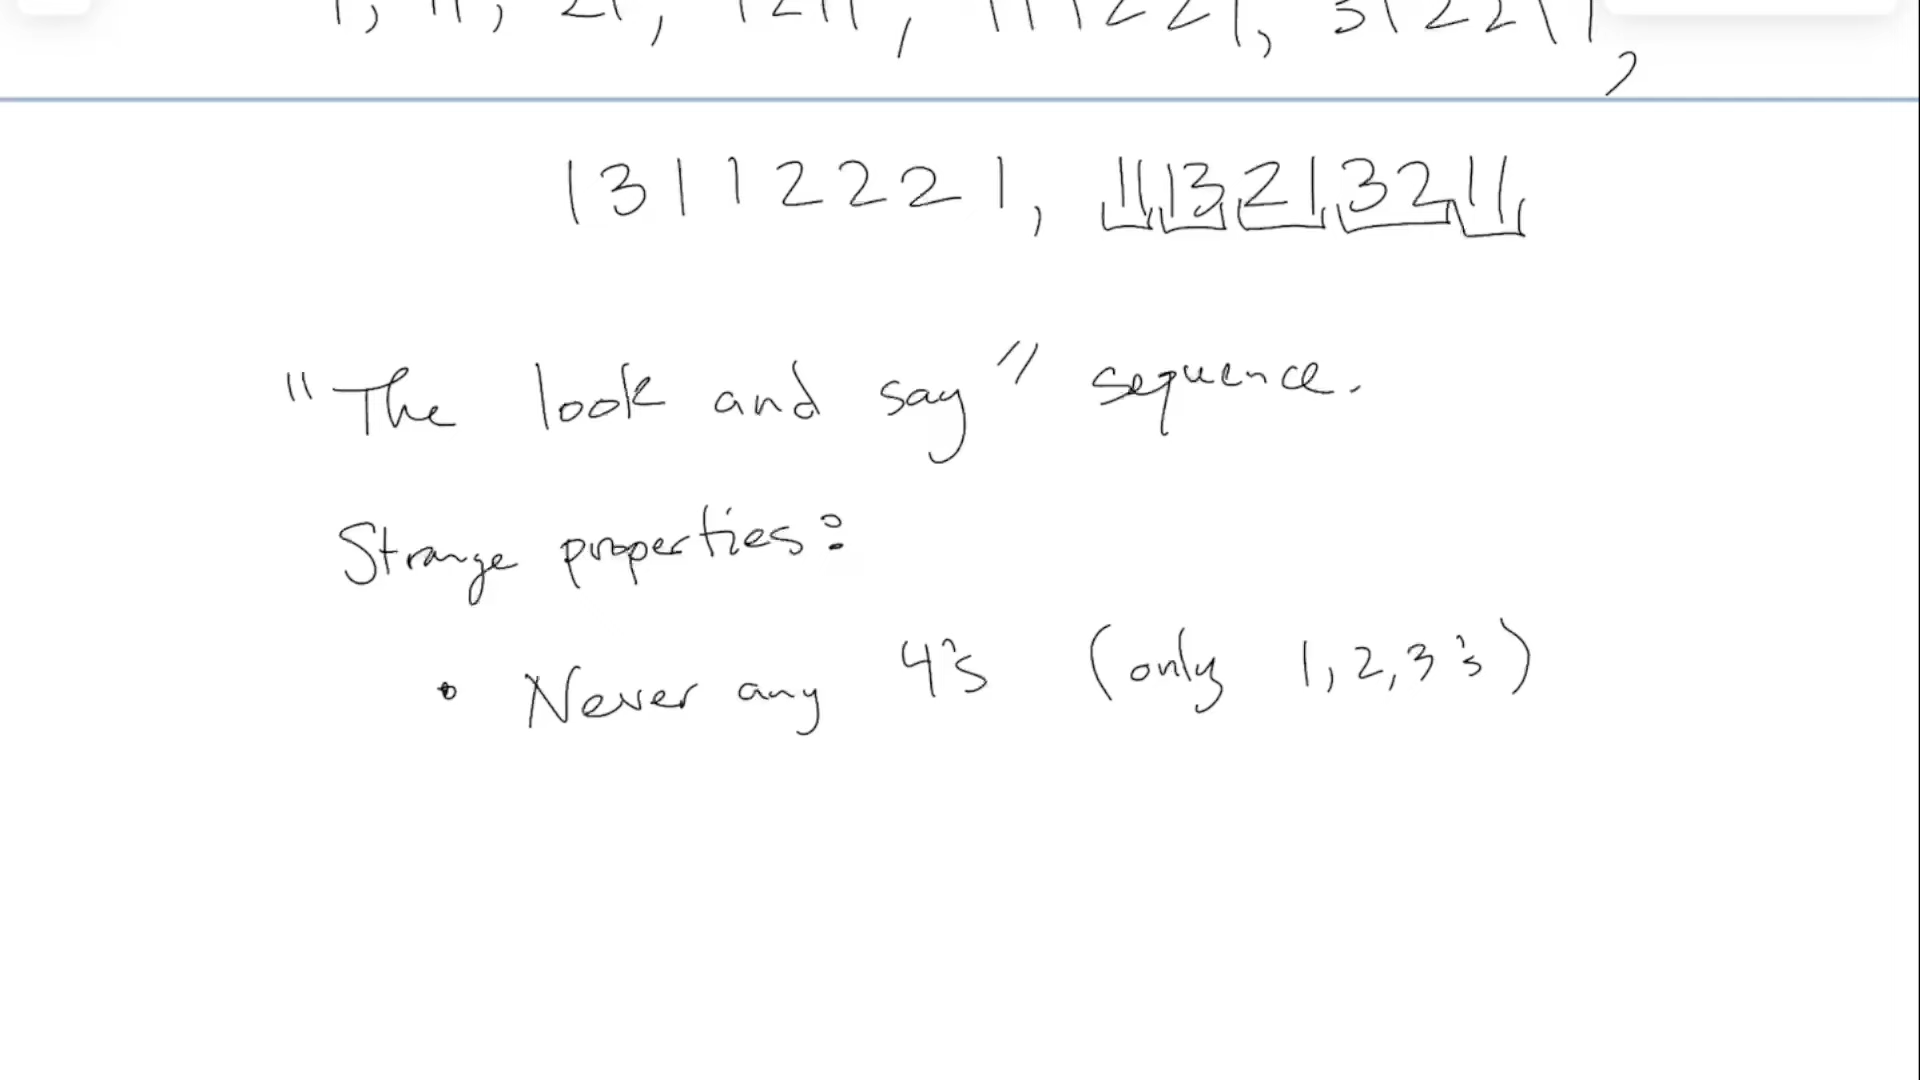 1, 11, 21, 1211, 111221, 312211,
13112221, 1113213211
"The look and say" sequence.
Strange properties:
• Never any 4's (only 1,2,3's)